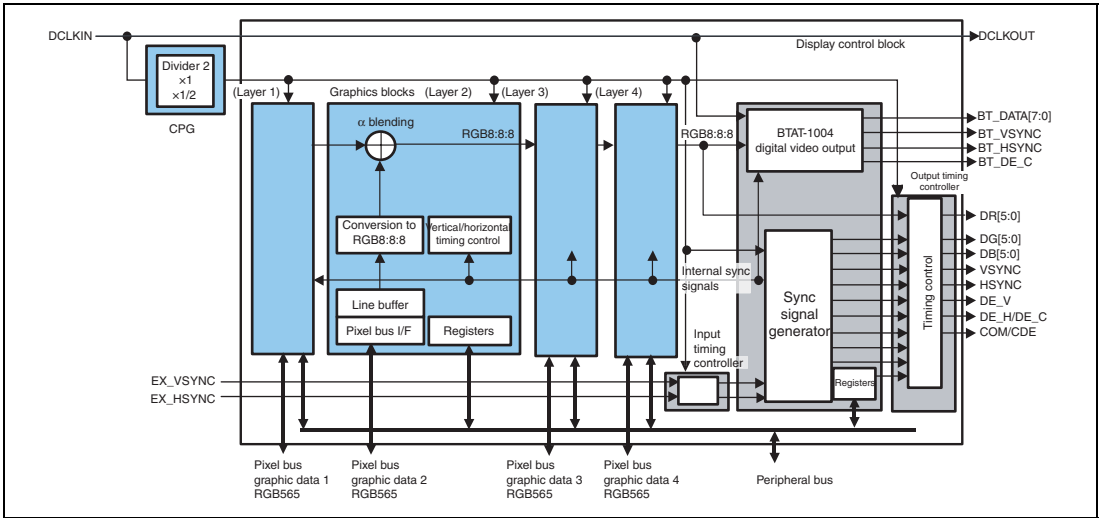 DCLKIN
Display control block
DCLKOUT
Divider 2
×1
×1/2
CPG
(Layer 1)
Graphics blocks
(Layer 2)
(Layer 3)
(Layer 4)
α blending
RGB8:8:8
RGB8:8:8
BTAT-1004
digital video output
BT_DATA[7:0]
BT_VSYNC
BT_HSYNC
BT_DE_C
Output timing
controller
Conversion to
RGB8:8:8
Vertical/horizontal
timing control
DR[5:0]
DG[5:0]
DB[5:0]
VSYNC
HSYNC
DE_V
DE_H/DE_C
COM/CDE
Timing control
Internal sync
signals
Sync
signal
generator
Line buffer
Pixel bus I/F
Registers
Input
timing
controller
Registers
EX_VSYNC
EX_HSYNC
Pixel bus
graphic data 1
RGB565
Pixel bus
graphic data 2
RGB565
Pixel bus
graphic data 3
RGB565
Pixel bus
graphic data 4
RGB565
Peripheral bus